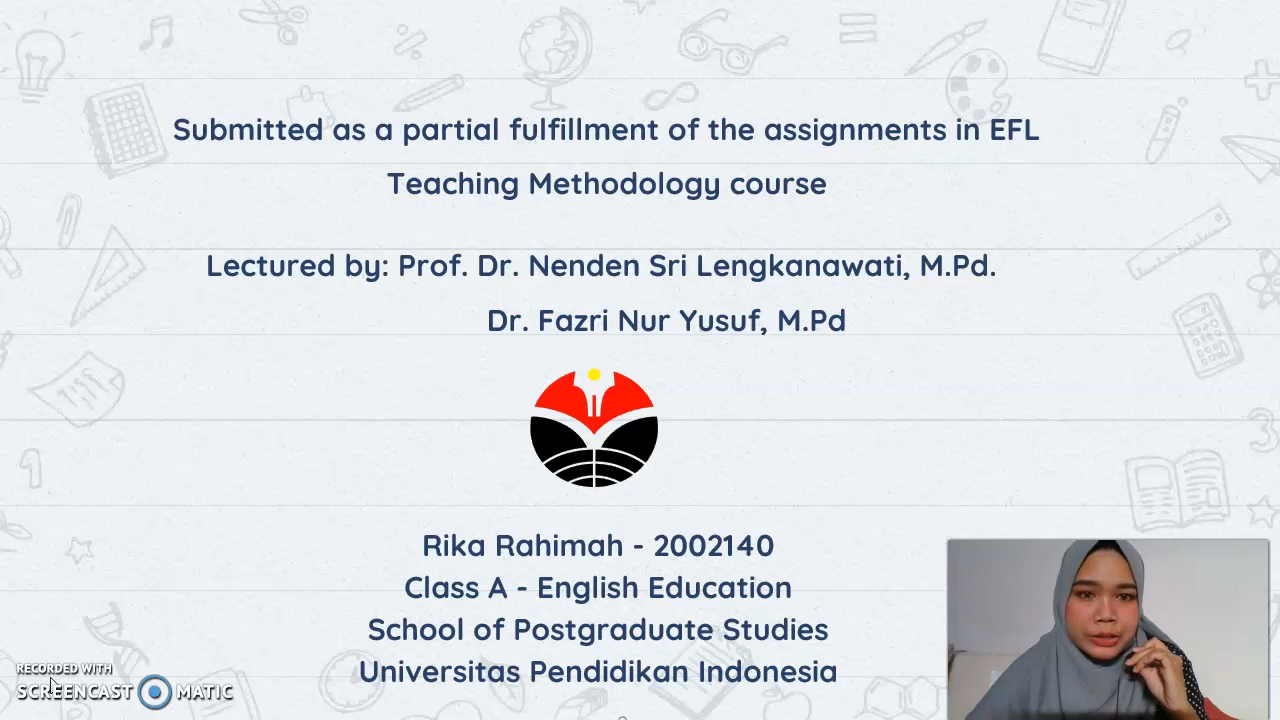 Submitted as a partial fulfillment of the assignments in EFL
Teaching Methodology course
Lectured by: Prof. Dr. Nenden Sri Lengkanawati, M.Pd.
Dr. Fazri Nur Yusuf, M.Pd
Rika Rahimah - 2002140
Class A - English Education
School of Postgraduate Studies
Universitas Pendidikan Indonesia
RECORDED WITH
SCREENCAST MATIC
1
3